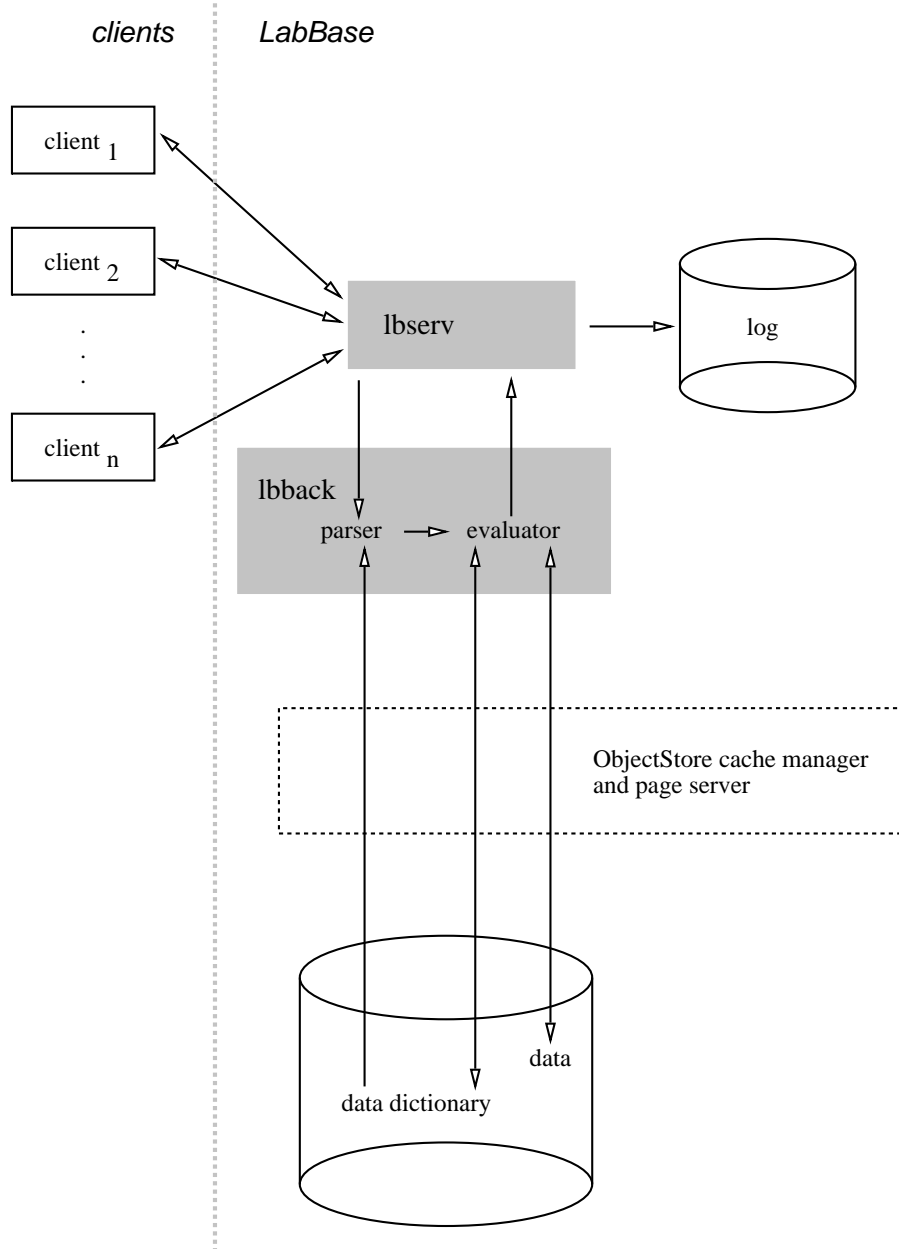 clients
LabBase
client 1
client 2
.
.
.
client n
lbserv
log
lbback
parser
evaluator
ObjectStore cache manager
and page server
data
data dictionary